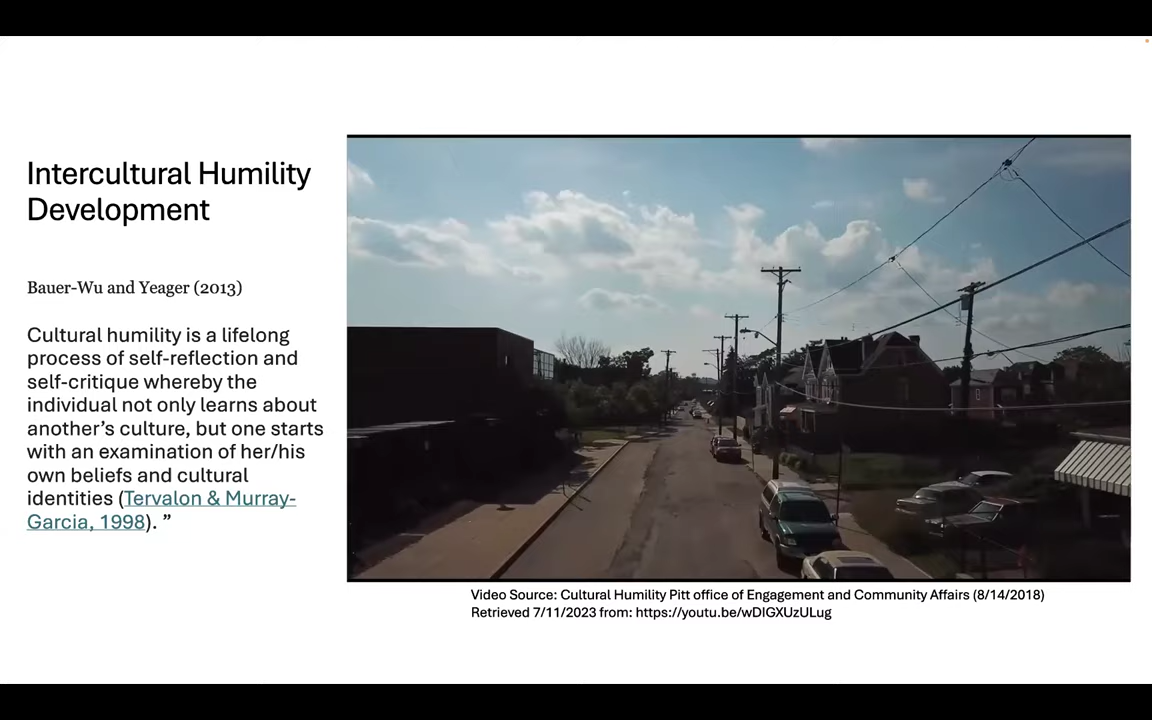 Intercultural Humility
Development
Bauer-Wu and Yeager (2013)
Cultural humility is a lifelong
process of self-reflection and
self-critique whereby the
individual not only learns about
another’s culture, but one starts
with an examination of her/his
own beliefs and cultural
identities (Tervalon & Murray-
Garcia, 1998). ”
Video Source: Cultural Humility Pitt office of Engagement and Community Affairs (8/14/2018)
Retrieved 7/11/2023 from: https://youtu.be/wDIGXUzULug